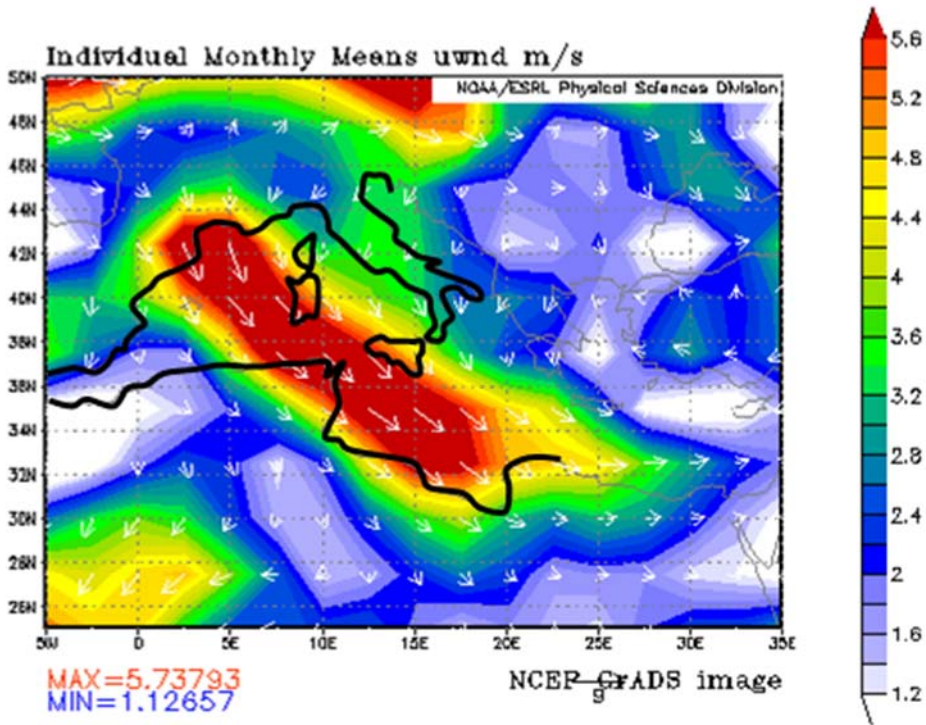 Individual Monthly Means uwnd m/s
NOAA/ESRL Physical Sciences Division
50N
48N
46N
44N
42N
40N
38N
36N
34N
32N
30N
28N
26N
5W 0 5E 10E 15E 20E 25E 30E 35E
5.6
5.2
4.8
4.4
4
3.6
3.2
2.8
2.4
2
1.6
1.2
MAX=5.73793
MIN=1.12657
NCEP GrADS image
9